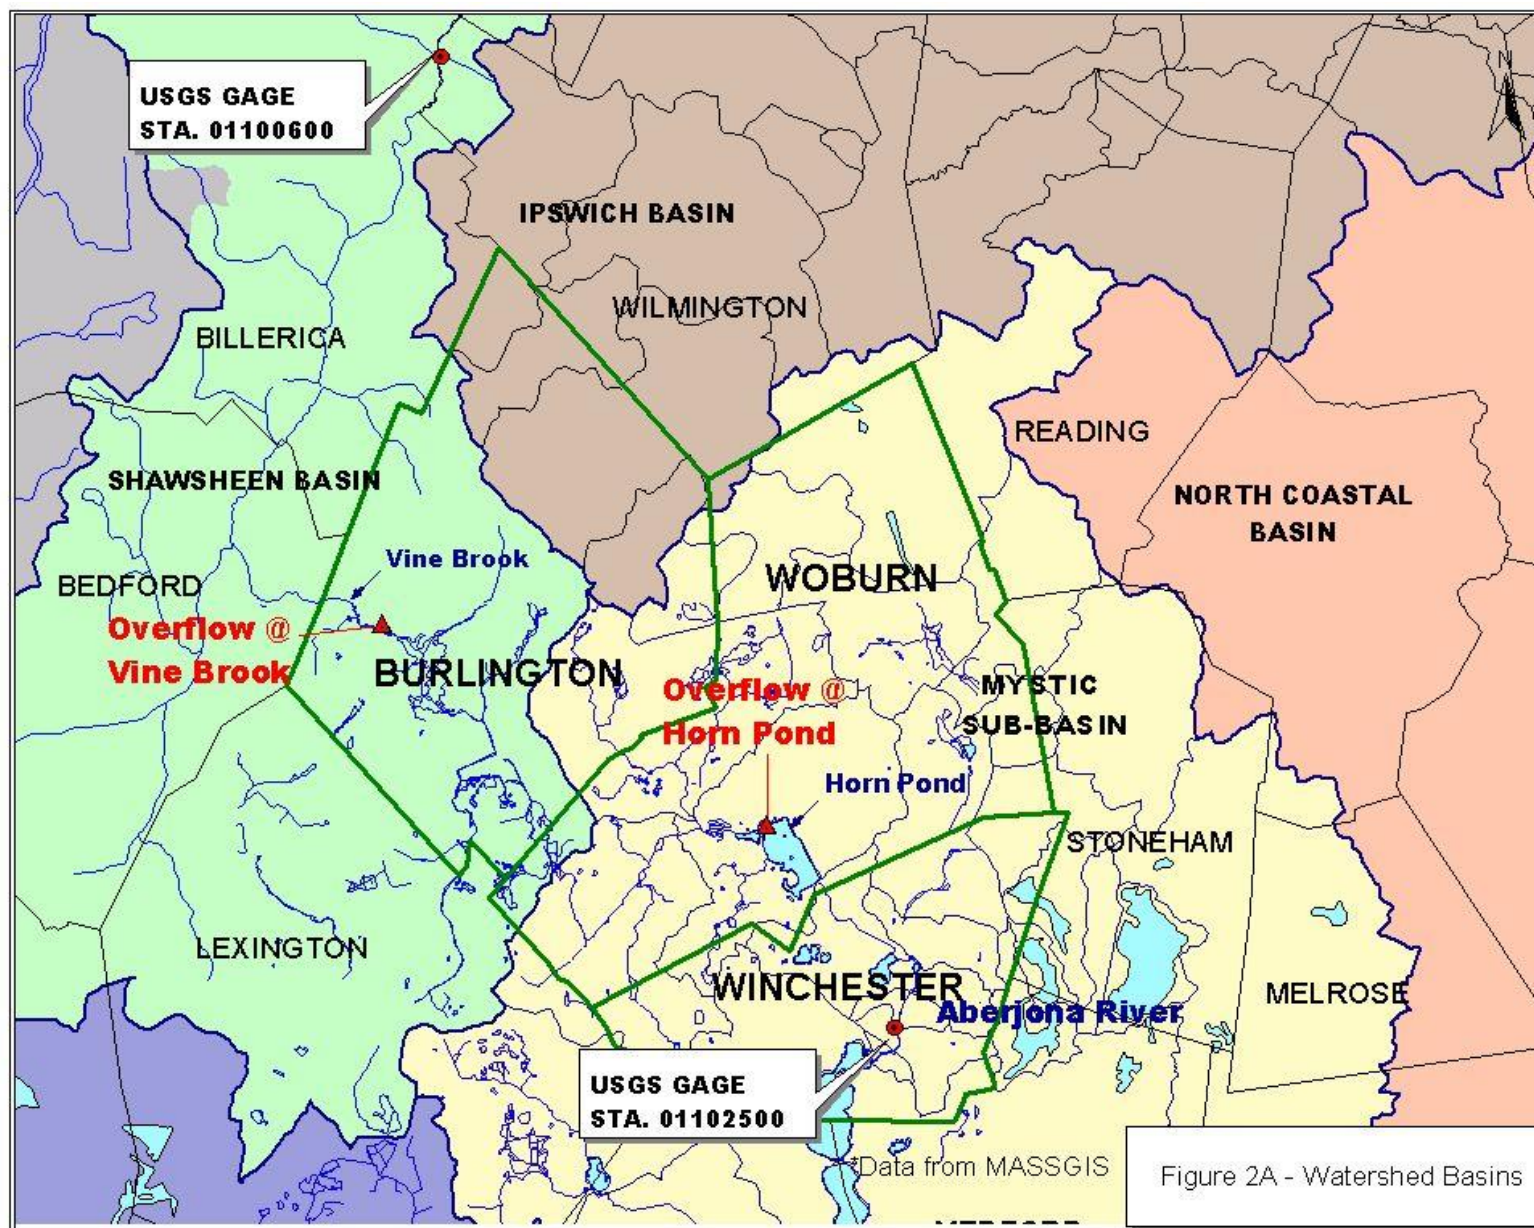 N
USGS GAGE
STA. 01100600
IPSWICH BASIN
WILMINGTON
BILLERICA
READING
SHAWSHEEN BASIN
NORTH COASTAL
BASIN
Vine Brook
BEDFORD
WOBURN
Overflow @
Vine Brook
BURLINGTON
Overflow @
Horn Pond
MYSTIC
SUB-BASIN
Horn Pond
STONEHAM
LEXINGTON
WINCHESTER
MELROSE
Aberjona River
USGS GAGE
STA. 01102500
*Data from MASSGIS
Figure 2A - Watershed Basins